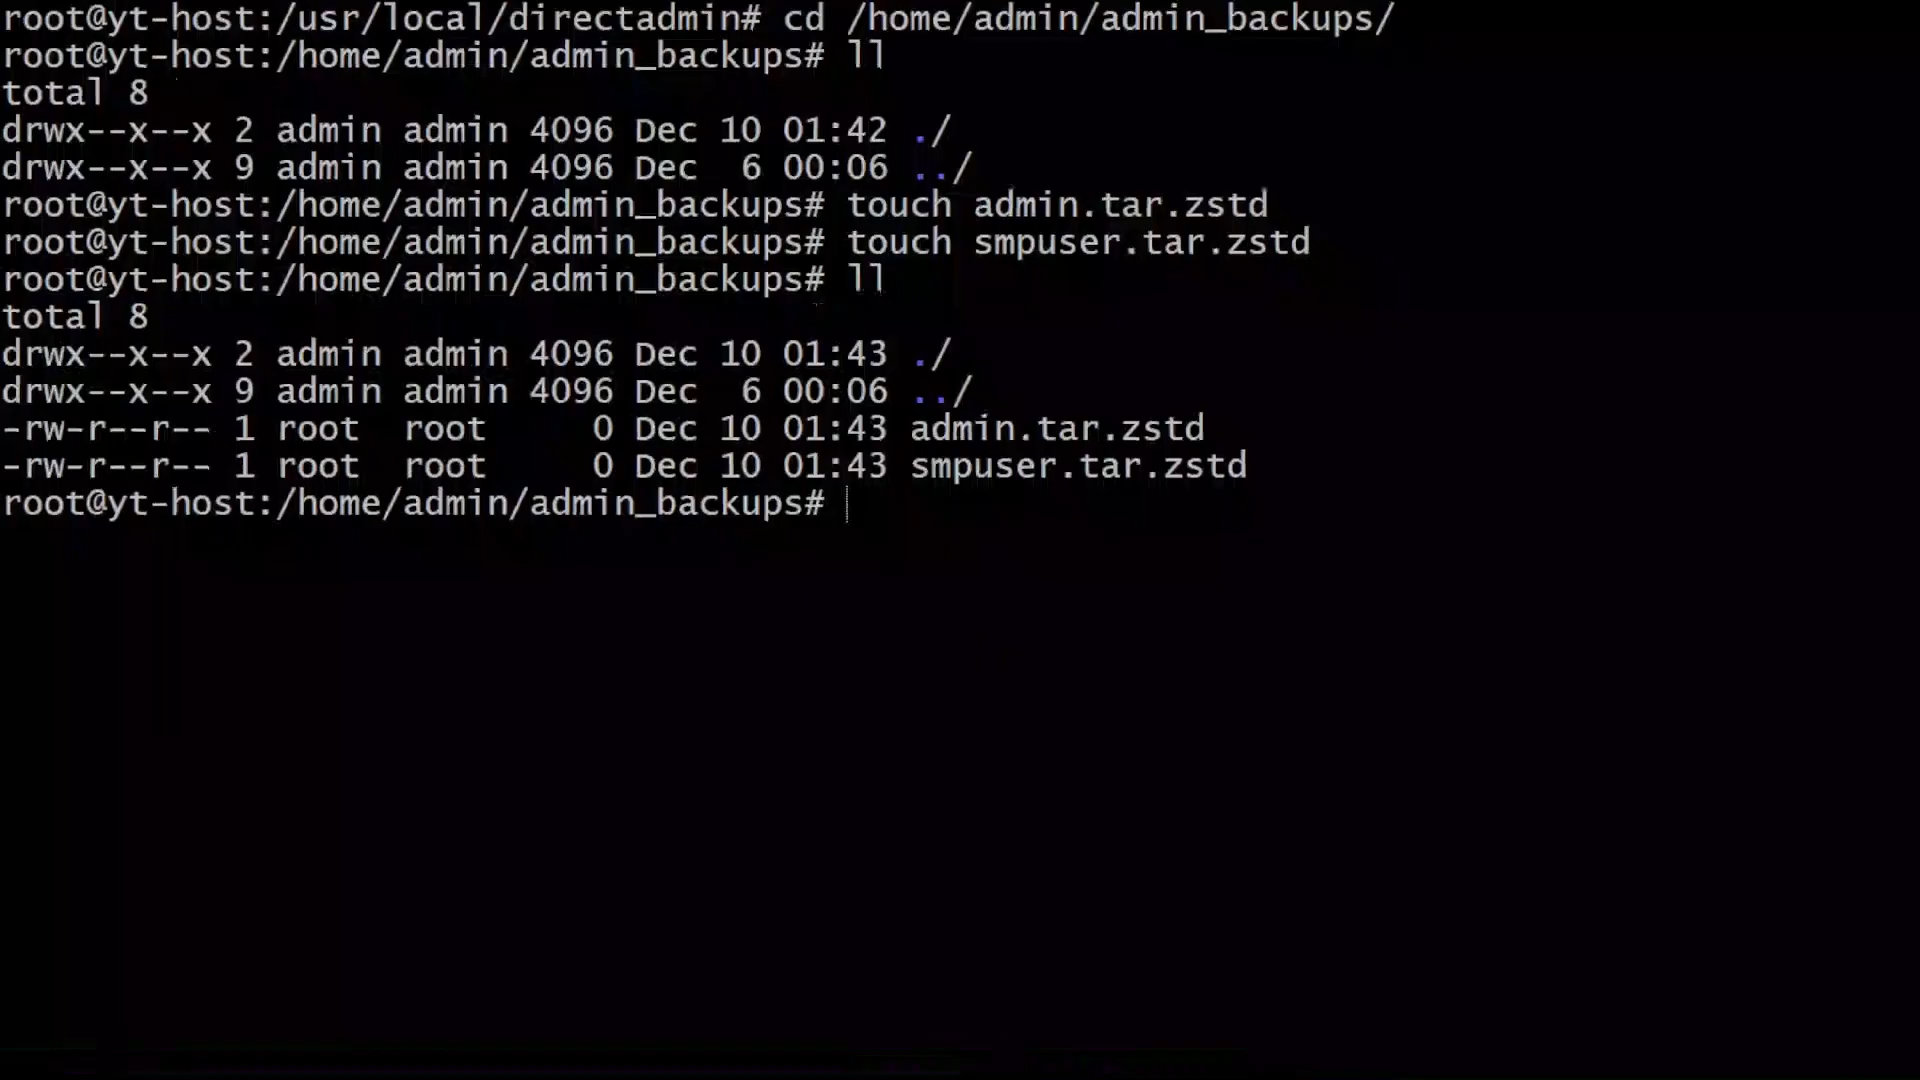 root@yt-host:/usr/local/directadmin# cd /home/admin/admin_backups/
root@yt-host:/home/admin/admin_backups# ll
total 8
drwx--x--x 2 admin admin 4096 Dec 10 01:42 ./
drwx--x--x 9 admin admin 4096 Dec  6 00:06 ../
root@yt-host:/home/admin/admin_backups# touch admin.tar.zstd
root@yt-host:/home/admin/admin_backups# touch smpuser.tar.zstd
root@yt-host:/home/admin/admin_backups# ll
total 8
drwx--x--x 2 admin admin 4096 Dec 10 01:43 ./
drwx--x--x 9 admin admin 4096 Dec  6 00:06 ../
-rw-r--r-- 1 root  root     0 Dec 10 01:43 admin.tar.zstd
-rw-r--r-- 1 root  root     0 Dec 10 01:43 smpuser.tar.zstd
root@yt-host:/home/admin/admin_backups#